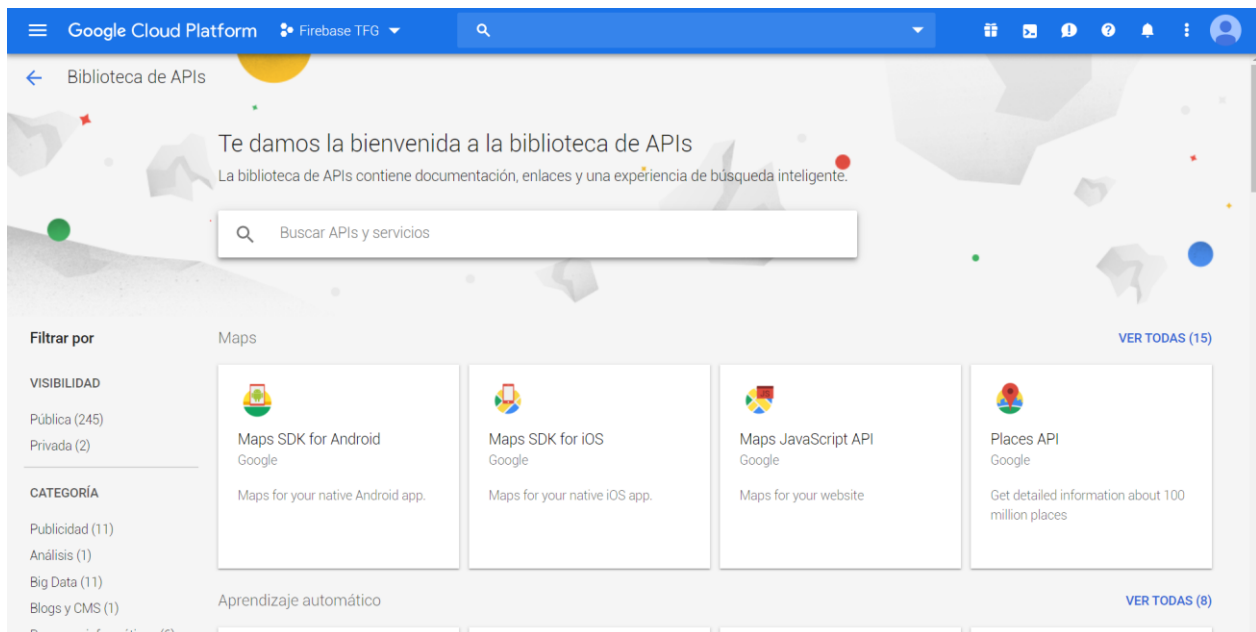 Google Cloud Platform
Firebase TFG
Biblioteca de APIs
Te damos la bienvenida a la biblioteca de APIs
La biblioteca de APIs contiene documentación, enlaces y una experiencia de búsqueda inteligente.
Buscar APIs y servicios
Filtrar por
VISIBILIDAD
Pública (245)
Privada (2)
CATEGORÍA
Publicidad (11)
Análisis (1)
Big Data (11)
Blogs y CMS (1)
Maps
VER TODAS (15)
Maps SDK for Android
Google
Maps for your native Android app.
Maps SDK for iOS
Google
Maps for your native iOS app.
Maps JavaScript API
Google
Maps for your website
Places API
Google
Get detailed information about 100
million places
Aprendizaje automático
VER TODAS (8)